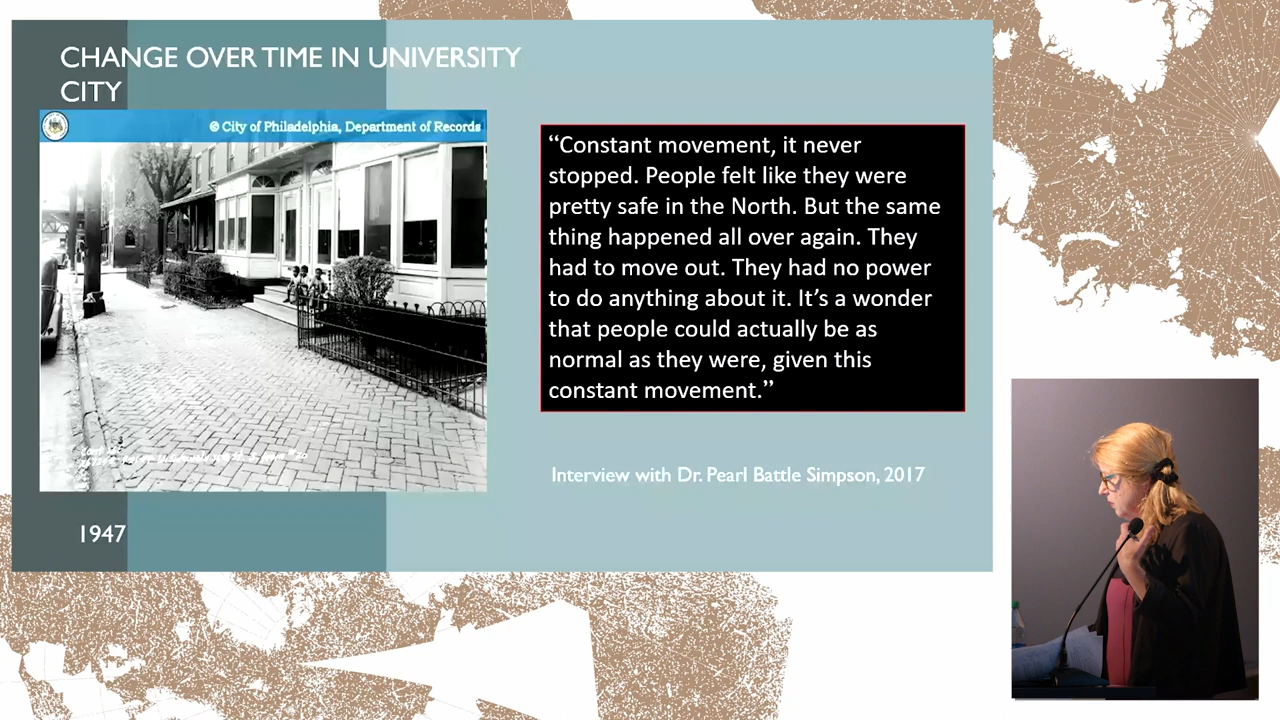 CHANGE OVER TIME IN UNIVERSITY
CITY
© City of Philadelphia, Department of Records
“Constant movement, it never
stopped. People felt like they were
pretty safe in the North. But the same
thing happened all over again. They
had to move out. They had no power
to do anything about it. It’s a wonder
that people could actually be as
normal as they were, given this
constant movement.”
Interview with Dr. Pearl Battle Simpson, 2017
1947